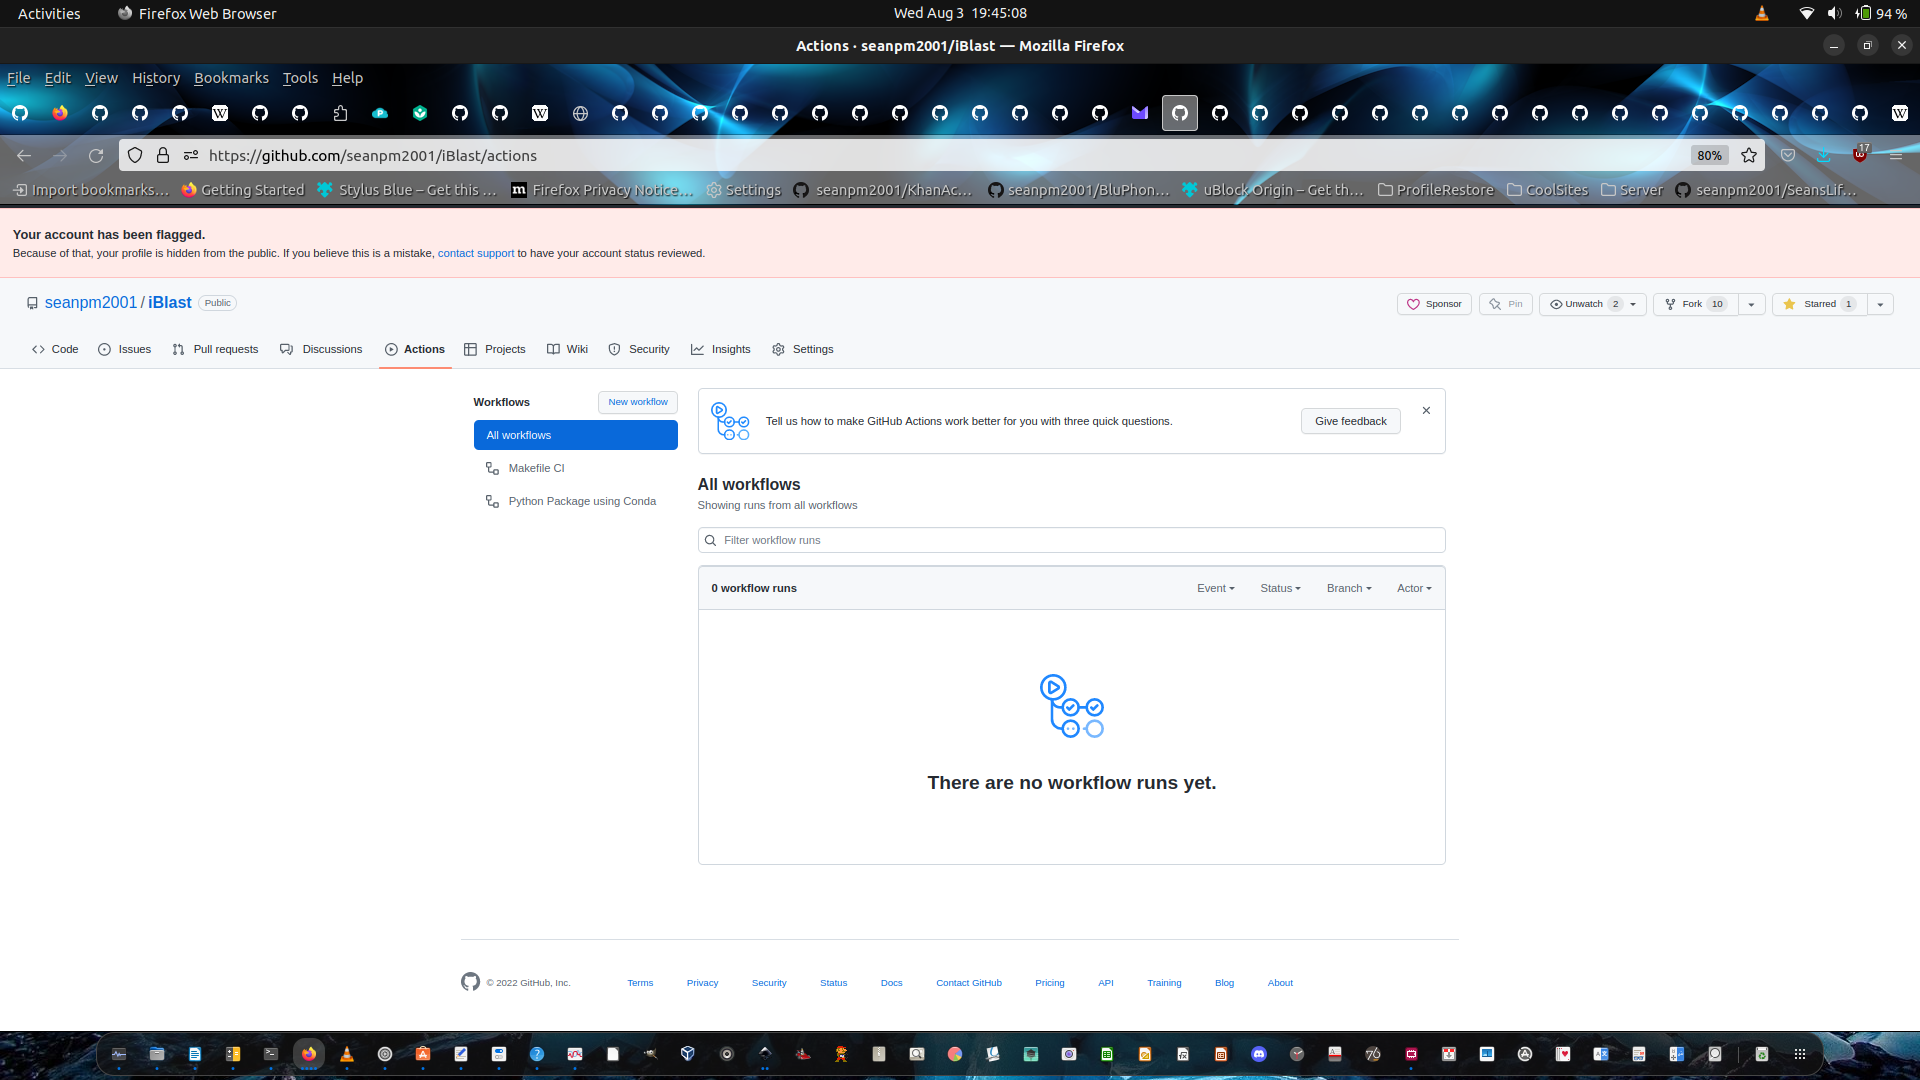 Activities
Firefox Web Browser
Wed Aug 3 19:45:08
94 %
Actions · seanpm2001/iBlast — Mozilla Firefox
File Edit View History Bookmarks Tools Help
https://github.com/seanpm2001/iBlast/actions
80%
17
Import bookmarks…
Getting Started
Stylus Blue – Get this …
Firefox Privacy Notice…
Settings
seanpm2001/KhanAc…
seanpm2001/BluPhon…
uBlock Origin – Get th…
ProfileRestore
CoolSites
Server
seanpm2001/SeansLif…
Your account has been flagged.
Because of that, your profile is hidden from the public. If you believe this is a mistake, contact support to have your account status reviewed.
seanpm2001 / iBlast Public
Sponsor
Pin
Unwatch 2
Fork 10
Starred 1
Code
Issues
Pull requests
Discussions
Actions
Projects
Wiki
Security
Insights
Settings
Workflows
New workflow
All workflows
Makefile CI
Python Package using Conda
Tell us how to make GitHub Actions work better for you with three quick questions.
Give feedback
All workflows
Showing runs from all workflows
Filter workflow runs
0 workflow runs
Event
Status
Branch
Actor
There are no workflow runs yet.
© 2022 GitHub, Inc.
Terms
Privacy
Security
Status
Docs
Contact GitHub
Pricing
API
Training
Blog
About